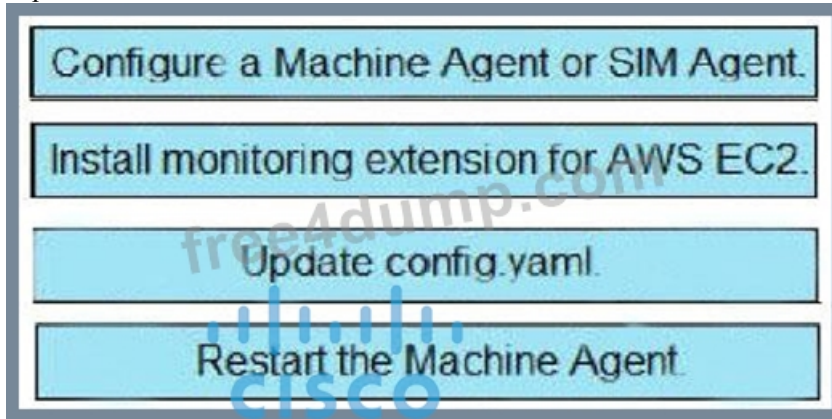 Configure a Machine Agent or SIM Agent.
Install monitoring extension for AWS EC2.
free4dump.com
Update config.yaml.
Restart the Machine Agent.
CISCO